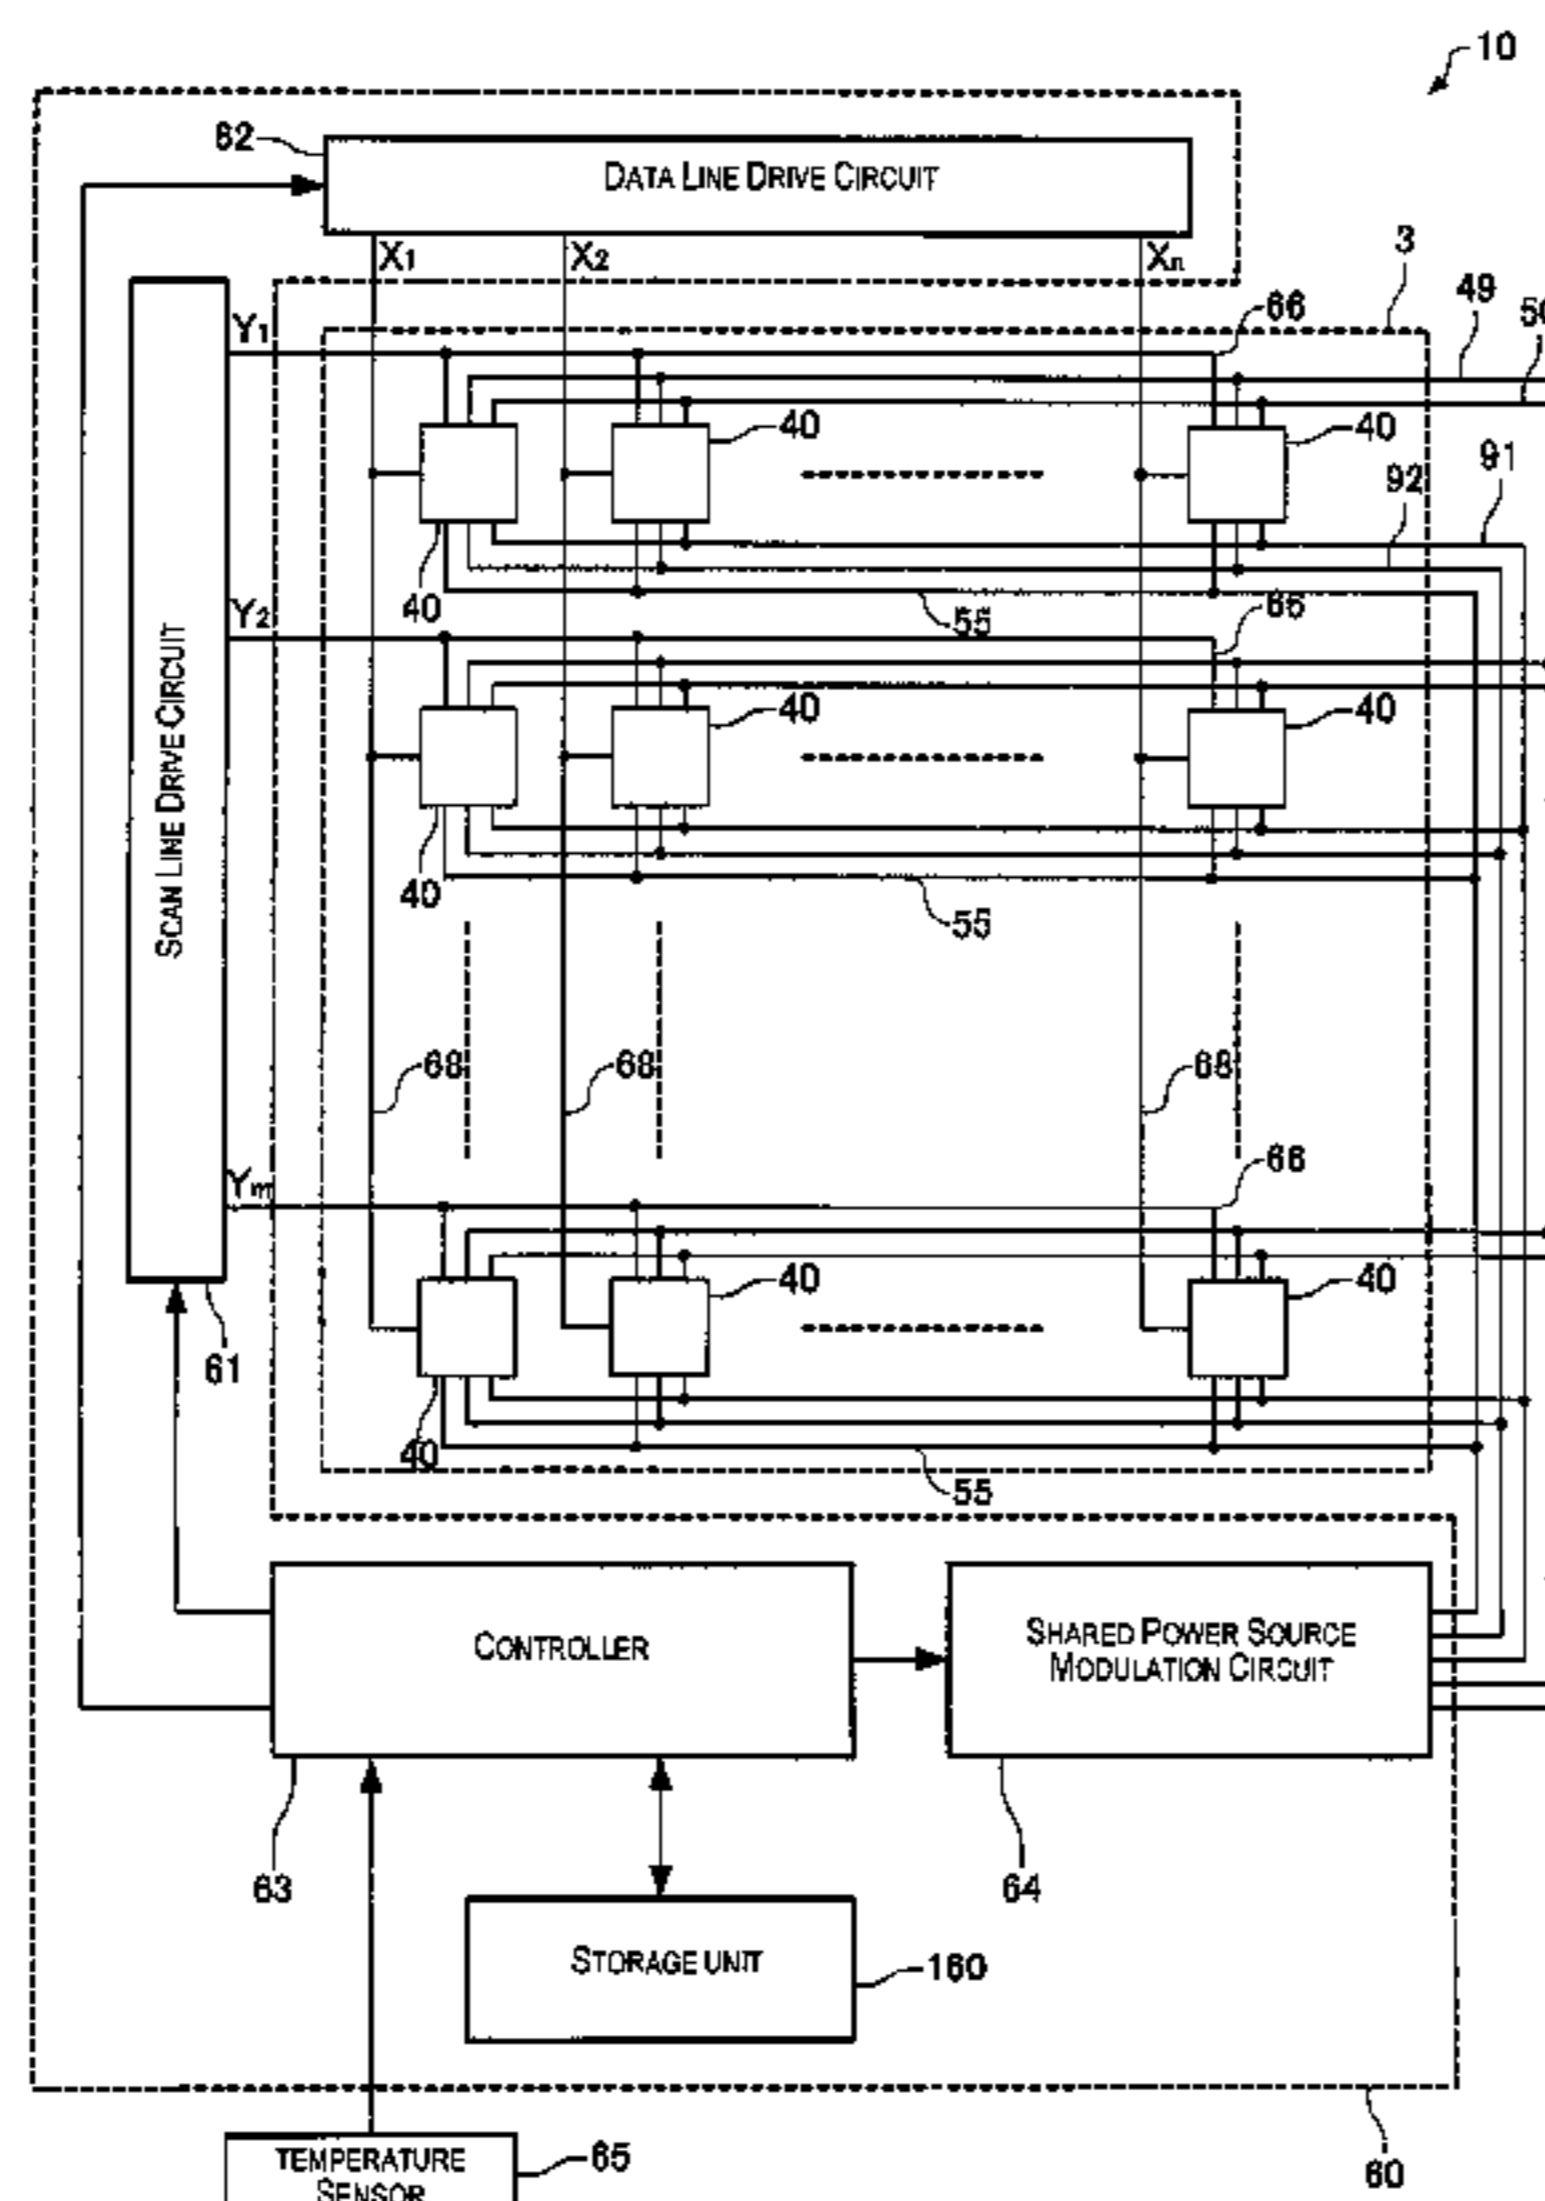 10
62
DATA LINE DRIVE CIRCUIT
X1
X2
Xn
3
49
Y1
66
40
40
91
92
40
55
66
Y2
40
40
40
55
SCAN LINE DRIVE CIRCUIT
68
68
68
66
Ym
40
40
61
40
55
CONTROLLER
SHARED POWER SOURCE
MODULATION CIRCUIT
63
64
STORAGE UNIT
160
TEMPERATURE
SENSOR
65
60